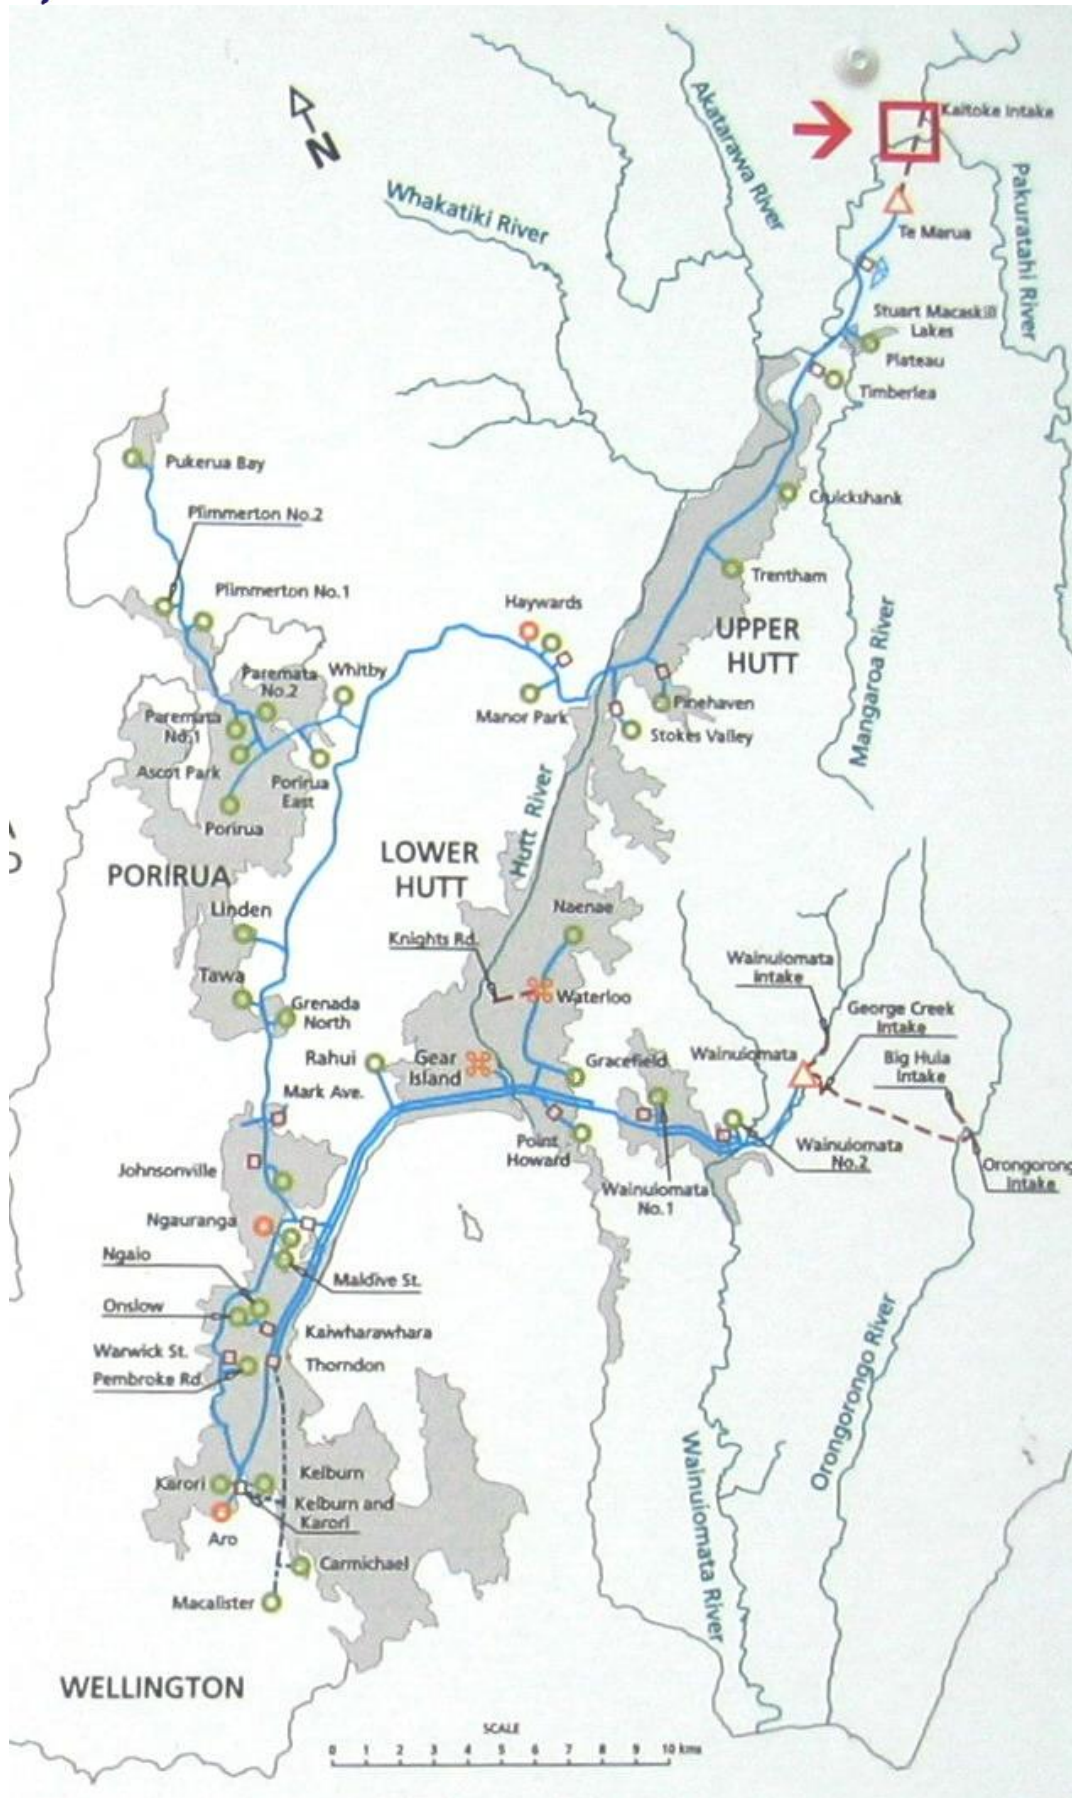 N
Kaitoke Intake
Akatarawa River
Whakatiki River
Pakuratahi River
Te Marua
Stuart Macaskill
Lakes
Plateau
Timberlea
Pukerua Bay
Cruickshank
Plimmerton No.2
Trentham
Plimmerton No.1
Haywards
UPPER
HUTT
Mangaroa River
Paremata
No.2
Whitby
Manor Park
Pinehaven
Stokes Valley
Paremata
No.1
Ascot Park
Porirua
East
Porirua
Hutt River
LOWER
HUTT
PORIRUA
Linden
Naenae
Knights Rd.
Wainuiomata
Intake
Tawa
Grenada
North
Waterloo
George Creek
Intake
Rahui
Gear
Island
Gracefield
Wainuiomata
Big Huia
Intake
Mark Ave.
Point
Howard
Wainuiomata
No.2
Orongorong
Intake
Johnsonville
Wainuiomata
No.1
Ngauranga
Ngaio
Maldive St.
Onslow
Kaiwharawhara
Warwick St.
Thorndon
Pembroke Rd.
Orongorongo River
Wainuiomata River
Karori
Kelburn
Kelburn and
Karori
Aro
Carmichael
Macalister
WELLINGTON
SCALE
0 1 2 3 4 5 6 7 8 9 10 kms